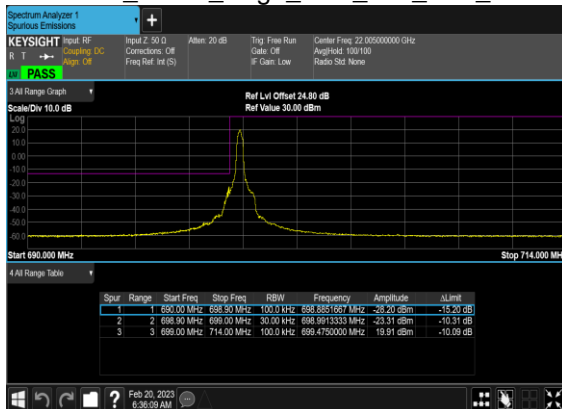 Spectrum Analyzer 1
Spurious Emissions
KEYSIGHT Input: RF Input Z: 50 Ω Atten: 20 dB Trig: Free Run Center Freq: 22.005000000 GHz
R T Coupling: DC Corrections: Off Gate: Off Avg|Hold: 100/100
Align: Off Freq Ref: Int (S) IF Gain: Low Radio Std: None
PASS
3 All Range Graph
Ref Lvl Offset 24.80 dB
Scale/Div 10.0 dB Ref Value 30.00 dBm
Log
20.0
10.0
0.00
-10.0
-20.0
-30.0
-40.0
-50.0
-60.0
Start 690.000 MHz Stop 714.000 MH
4 All Range Table
Spur Range Start Freq Stop Freq RBW Frequency Amplitude ΔLimit
1 1 690.00 MHz 698.90 MHz 100.0 kHz 698.8851667 MHz -28.20 dBm -15.20 dB
2 2 698.90 MHz 699.00 MHz 30.00 kHz 698.9913333 MHz -23.31 dBm -10.31 dB
3 3 699.00 MHz 714.00 MHz 100.0 kHz 699.4750000 MHz 19.91 dBm -10.09 dB
Feb 20, 2023
6:36:09 AM